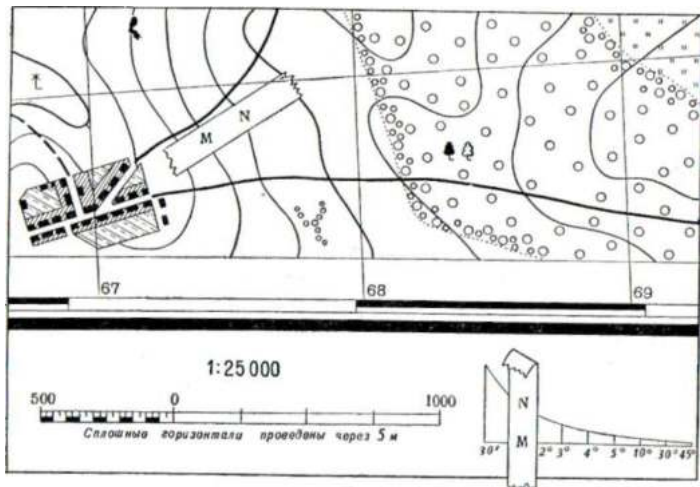 M N
67 68 69
1:25 000
500 0 1000
Сплошные горизонтали проведены через 5 м
N
M
30' 2° 3° 4° 5° 10° 30° 45°